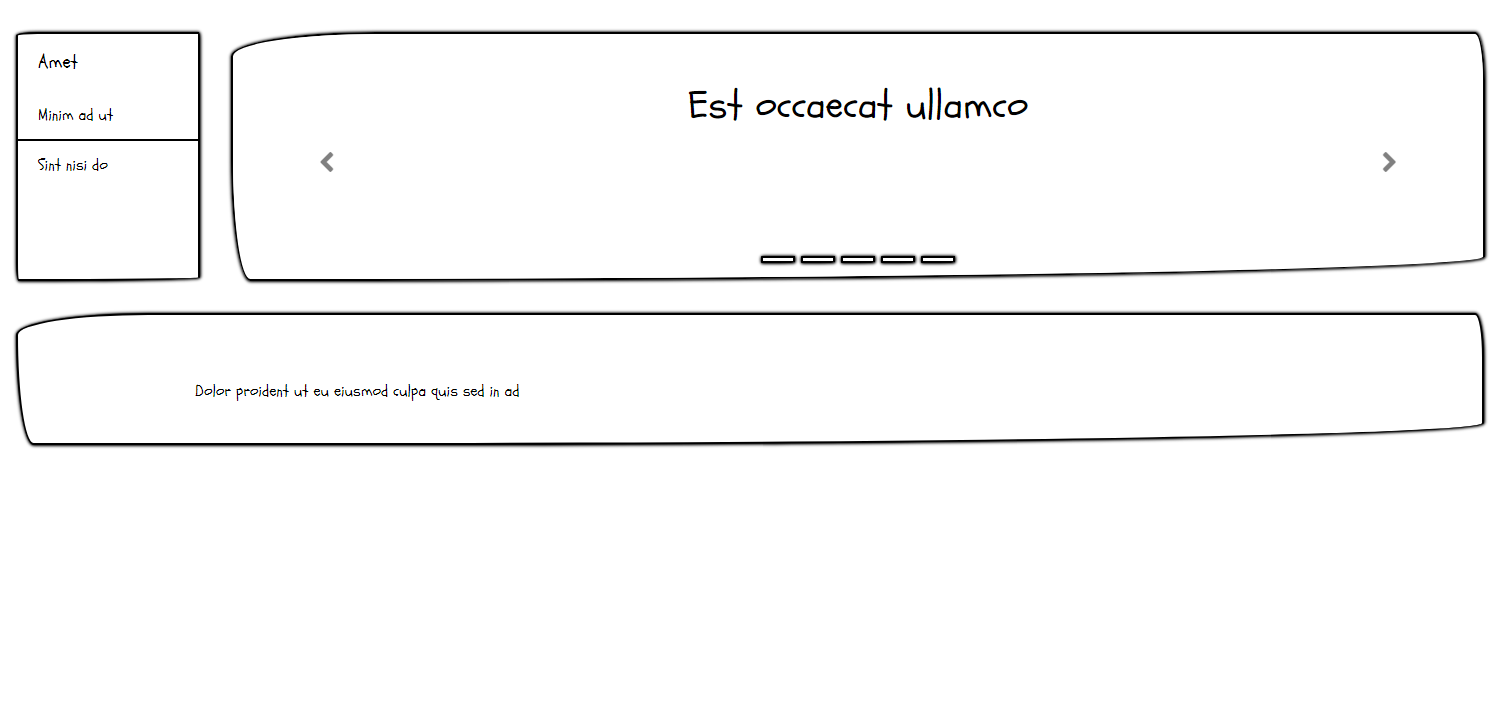 Amet
Minim ad ut
Sint nisi do
Est occaecat ullamco
Dolor proident ut eu eiusmod culpa quis sed in ad